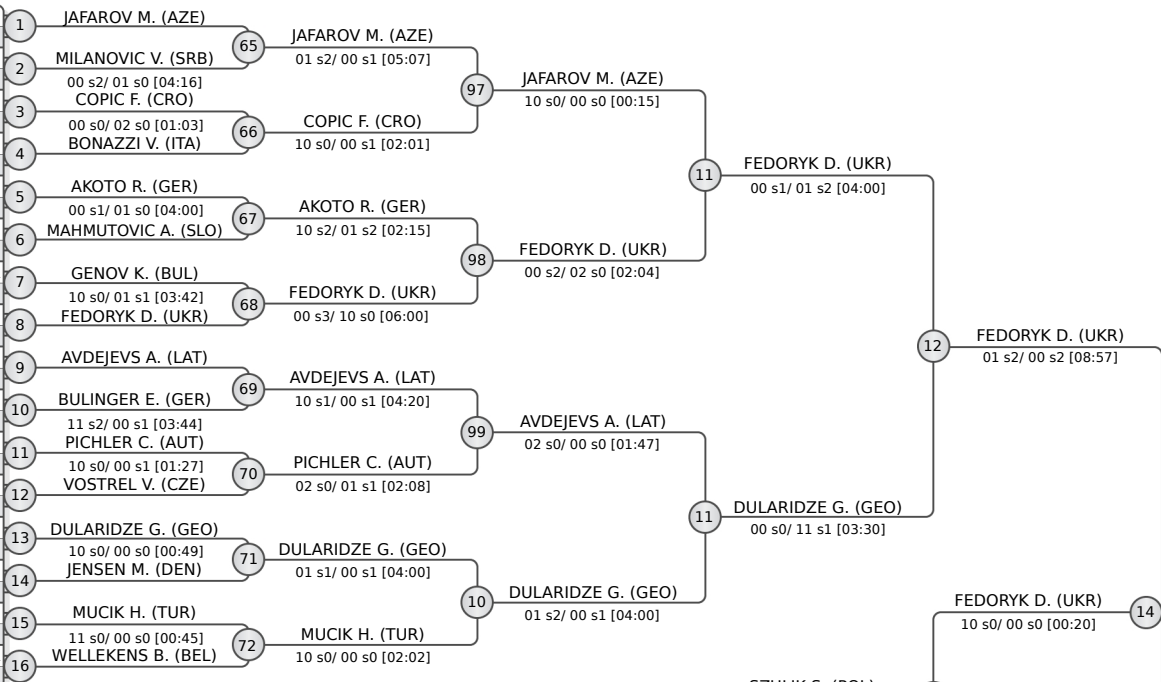 1
JAFAROV M. (AZE)
2
MILANOVIC V. (SRB)
00 s2/ 01 s0 [04:16]
3
COPIC F. (CRO)
00 s0/ 02 s0 [01:03]
4
BONAZZI V. (ITA)
5
AKOTO R. (GER)
00 s1/ 01 s0 [04:00]
6
MAHMUTOVIC A. (SLO)
7
GENOV K. (BUL)
10 s0/ 01 s1 [03:42]
8
FEDORYK D. (UKR)
9
AVDEJEVS A. (LAT)
10
BULINGER E. (GER)
11 s2/ 00 s1 [03:44]
11
PICHLER C. (AUT)
10 s0/ 00 s1 [01:27]
12
VOSTREL V. (CZE)
13
DULARIDZE G. (GEO)
10 s0/ 00 s0 [00:49]
14
JENSEN M. (DEN)
15
MUCIK H. (TUR)
11 s0/ 00 s0 [00:45]
16
WELLEKENS B. (BEL)
65
JAFAROV M. (AZE)
01 s2/ 00 s1 [05:07]
66
COPIC F. (CRO)
10 s0/ 00 s1 [02:01]
67
AKOTO R. (GER)
10 s2/ 01 s2 [02:15]
68
FEDORYK D. (UKR)
00 s3/ 10 s0 [06:00]
69
AVDEJEVS A. (LAT)
10 s1/ 00 s1 [04:20]
70
PICHLER C. (AUT)
02 s0/ 01 s1 [02:08]
71
DULARIDZE G. (GEO)
01 s1/ 00 s1 [04:00]
72
MUCIK H. (TUR)
10 s0/ 00 s0 [02:02]
97
JAFAROV M. (AZE)
10 s0/ 00 s0 [00:15]
98
FEDORYK D. (UKR)
00 s2/ 02 s0 [02:04]
99
AVDEJEVS A. (LAT)
02 s0/ 00 s0 [01:47]
10
DULARIDZE G. (GEO)
01 s2/ 00 s1 [04:00]
11
FEDORYK D. (UKR)
00 s1/ 01 s2 [04:00]
11
DULARIDZE G. (GEO)
00 s0/ 11 s1 [03:30]
12
FEDORYK D. (UKR)
01 s2/ 00 s2 [08:57]
FEDORYK D. (UKR)
10 s0/ 00 s0 [00:20]
14